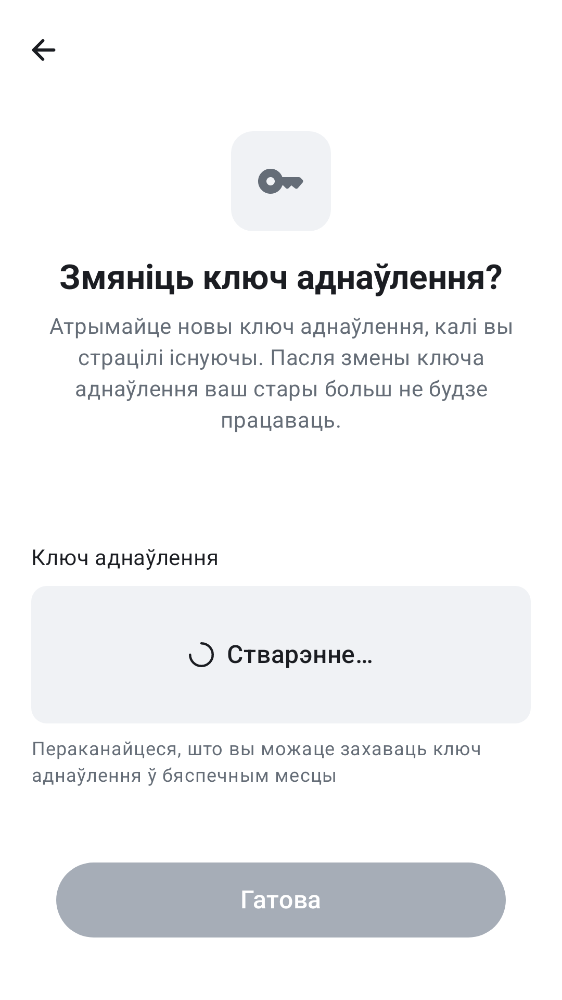 Змяніць ключ аднаўлення?
Атрымайце новы ключ аднаўлення, калі вы
страцілі існуючы. Пасля змены ключа
аднаўлення ваш стары больш не будзе
працаваць.
Ключ аднаўлення
Стварэнне...
Пераканайцеся, што вы можаце захаваць ключ
аднаўлення ў бяспечным месцы
Гатова